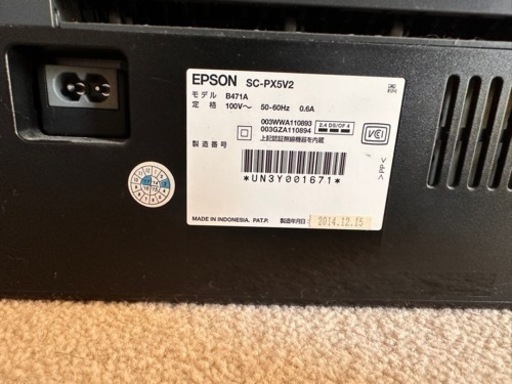 EPSON SC-PX5V2
モデル B471A
定格 100V～ 50-60Hz 0.6A
003WWA110893
003GZA110894
2.4 DS/OF 4
上記認証無線機器を内蔵
VCI
製造番号
*UN3Y001671*
MADE IN INDONESIA. PAT.P.
製造年月日: 2014.12.15
>PS<